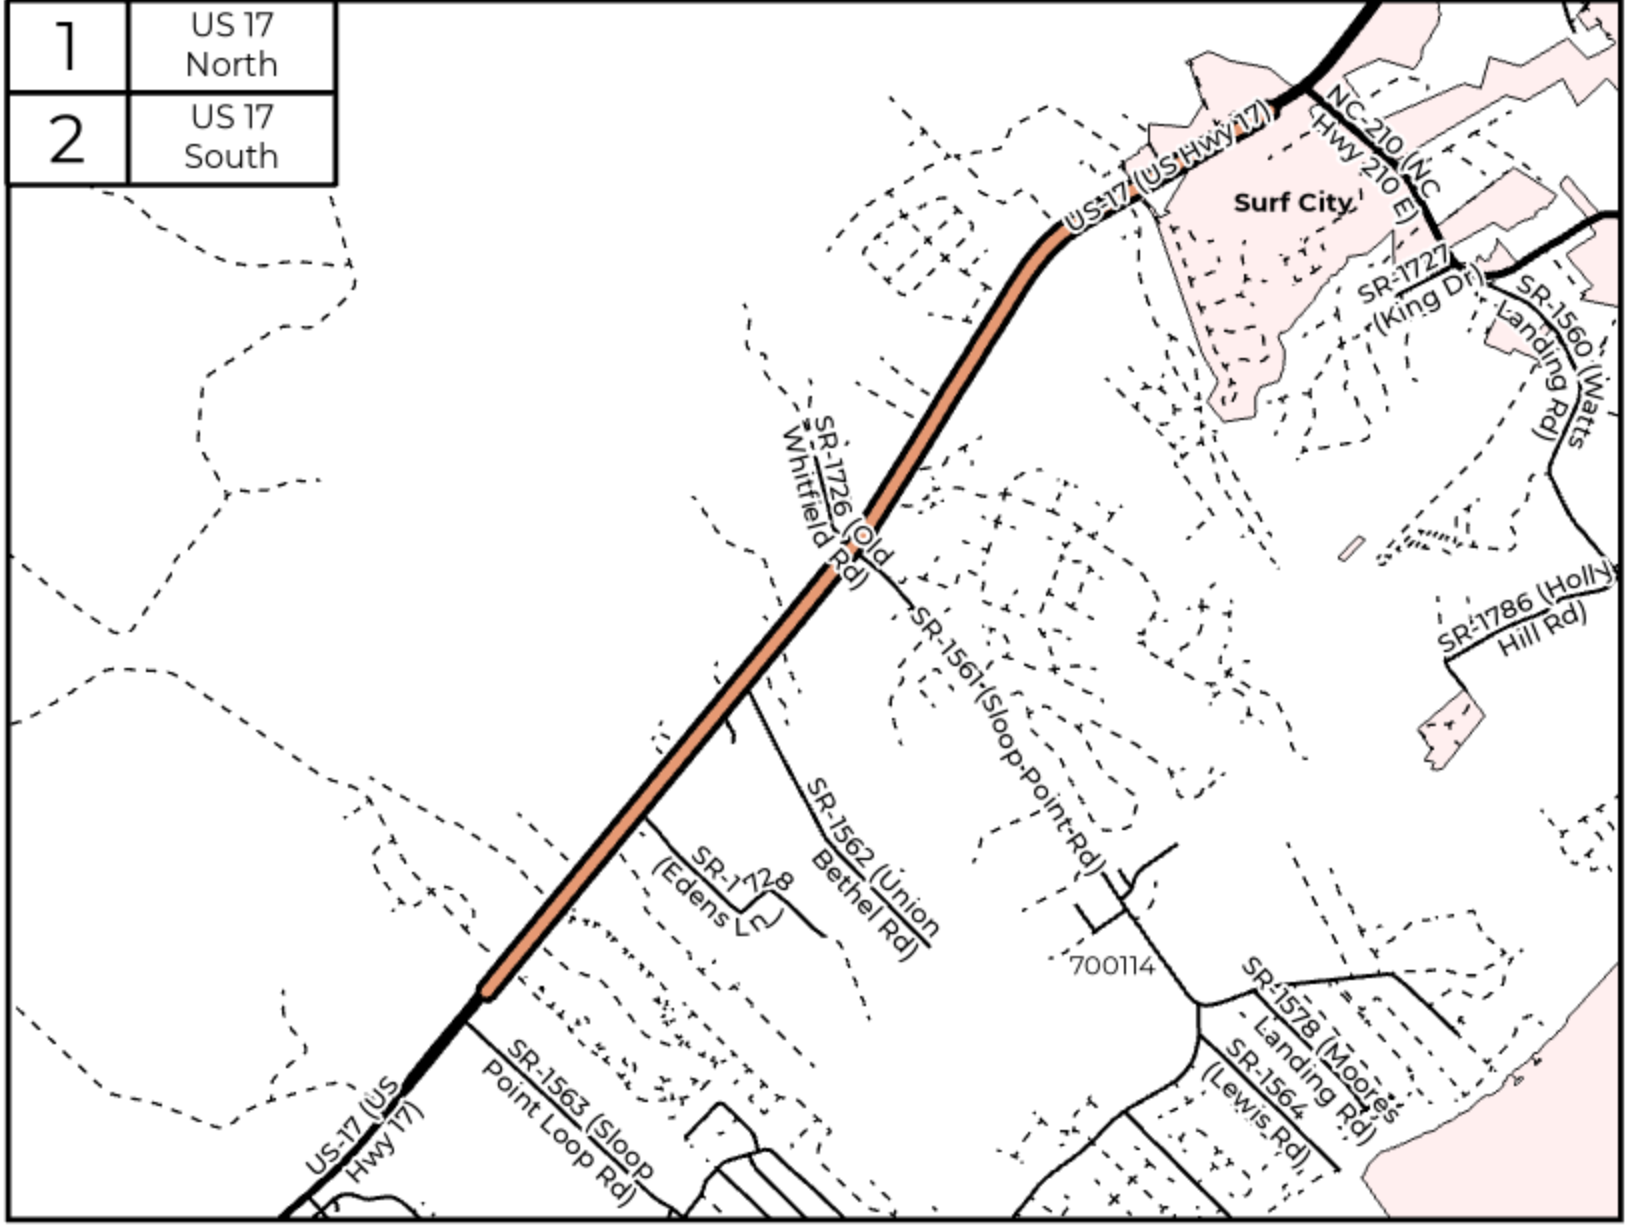 1
US 17
North
2
US 17
South
US-17 (US Hwy 17)
NC-210 (NC
Hwy 210 E)
Surf City
SR-1727
(King Dr)
SR-1560 (Watts
Landing Rd)
SR-1726 (Old
Whitfield Rd)
SR-1786 (Holly
Hill Rd)
SR-1561 (Sloop Point Rd)
SR-1562 (Union
Bethel Rd)
SR-1728
(Edens Ln)
700114
SR-1578 (Moores
Landing Rd)
SR-1564
(Lewis Rd)
SR-1563 (Sloop
Point Loop Rd)
US-17 (US
Hwy 17)